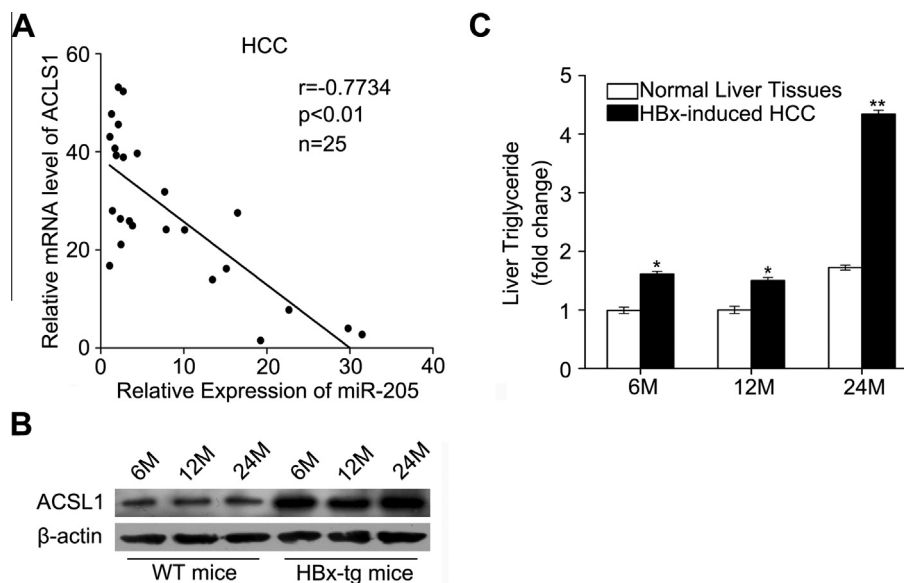 A
HCC
r=-0.7734
p<0.01
n=25
Relative mRNA level of ACLS1
60
40
20
0
0 10 20 30 40
Relative Expression of miR-205
B
6M 12M 24M 6M 12M 24M
ACSL1
β-actin
WT mice HBx-tg mice
C
Normal Liver Tissues
HBx-induced HCC
Liver Triglyceride
(fold change)
5
4
3
2
1
0
* * **
6M 12M 24M